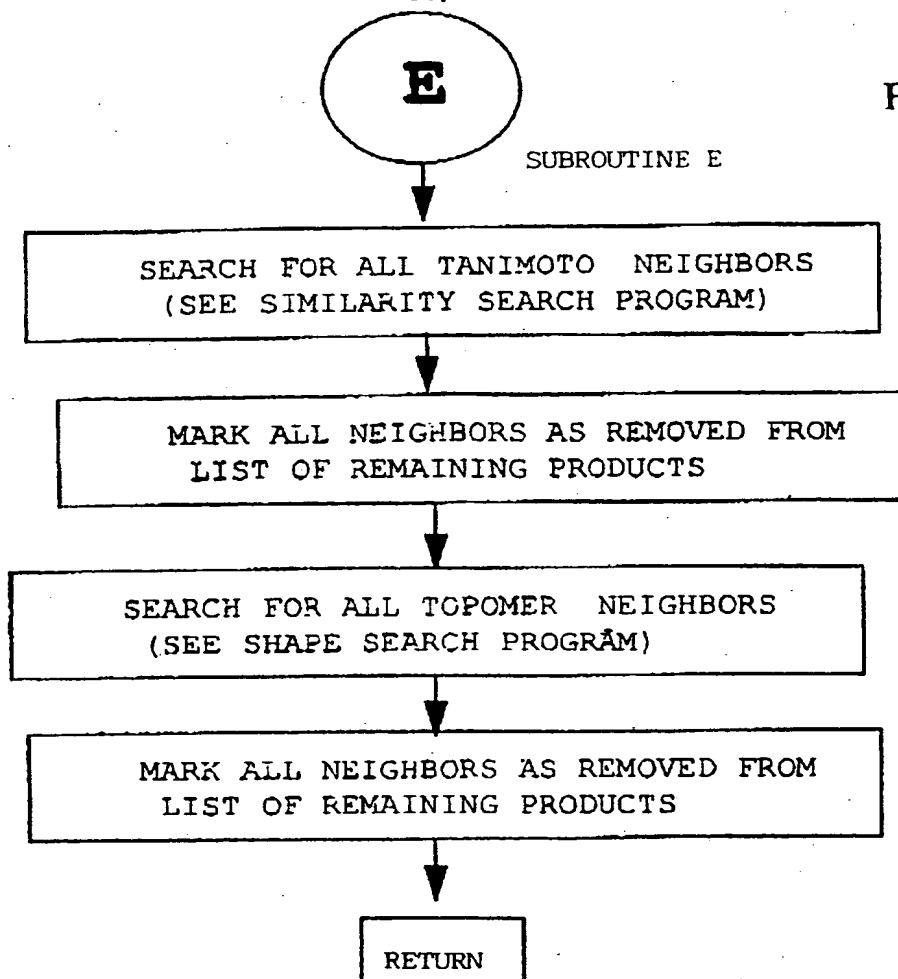 E
F
SUBROUTINE E
SEARCH FOR ALL TANIMOTO NEIGHBORS
(SEE SIMILARITY SEARCH PROGRAM)
MARK ALL NEIGHBORS AS REMOVED FROM
LIST OF REMAINING PRODUCTS
SEARCH FOR ALL TOPOMER NEIGHBORS
(SEE SHAPE SEARCH PROGRAM)
MARK ALL NEIGHBORS AS REMOVED FROM
LIST OF REMAINING PRODUCTS
RETURN